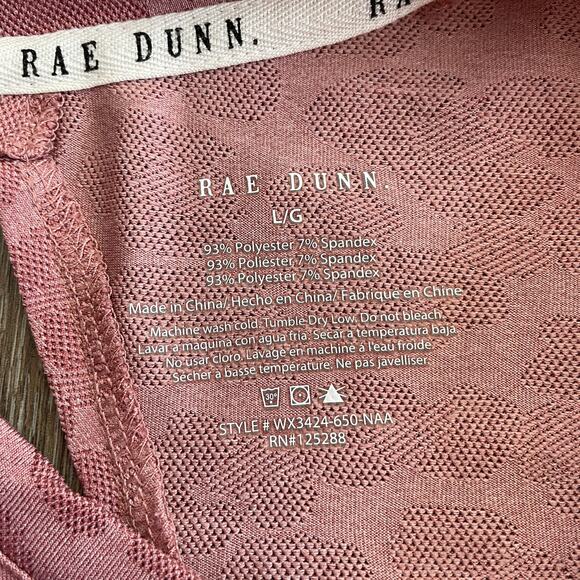 RAE DUNN.
RA
RAE DUNN.
L/G
93% Polyester 7% Spandex
93% Poliéster 7% Spandex
93% Polyester 7% Spandex
Made in China/ Hecho en China/ Fabriqué en Chine
Machine wash cold. Tumble Dry Low. Do not bleach.
Lavar a maquina con agua fria. Secar a temperatura baja.
No usar cloro. Lavage en machine à l'eau froide.
Sécher à basse température. Ne pas javelliser.
30°
STYLE # WX3424-650-NAA
RN#125288